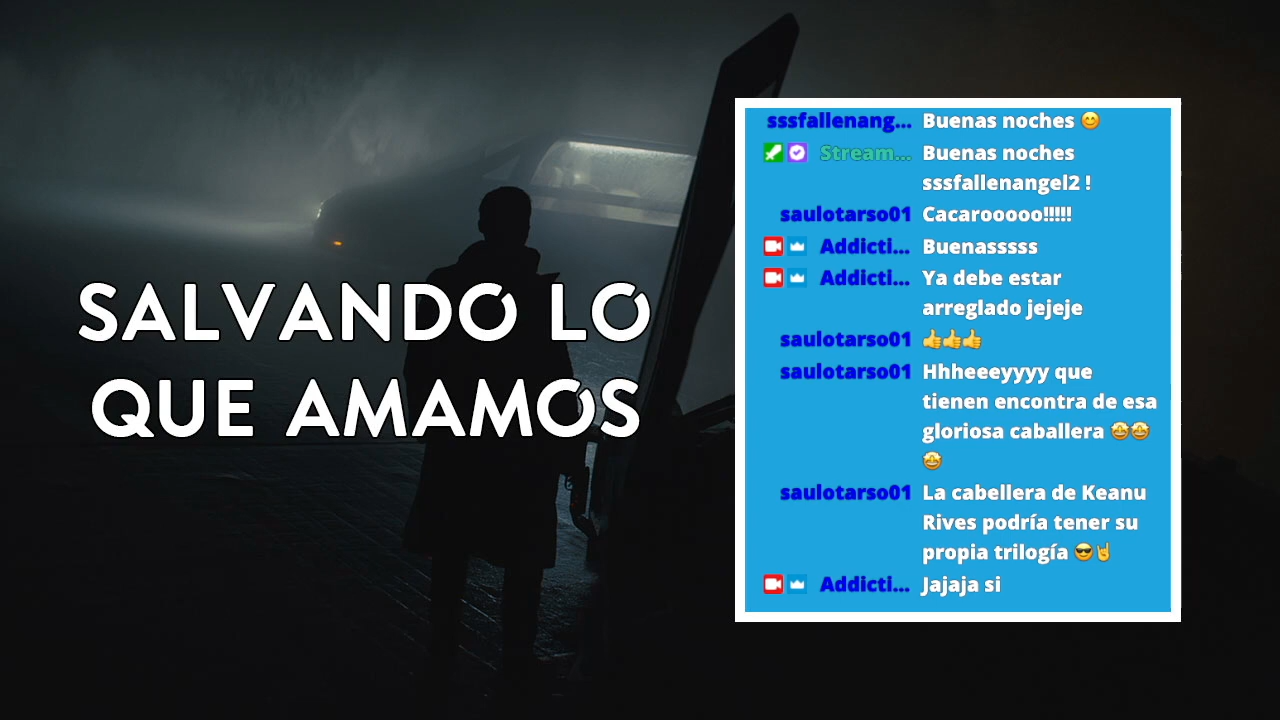 SALVANDO LO
QUE AMAMOS
sssfallenang... Buenas noches 😊
Stream... Buenas noches
sssfallenangel2 !
saulotarso01 Cacarooooo!!!!!
Addicti... Buenasssss
Addicti... Ya debe estar
arreglado jejeje
saulotarso01 👍👍👍
saulotarso01 Hhheeeyyyy que
tienen encontra de esa
gloriosa caballera 🤩🤩
🤩
saulotarso01 La cabellera de Keanu
Rives podría tener su
propia trilogía 😎🤘
Addicti... Jajaja si